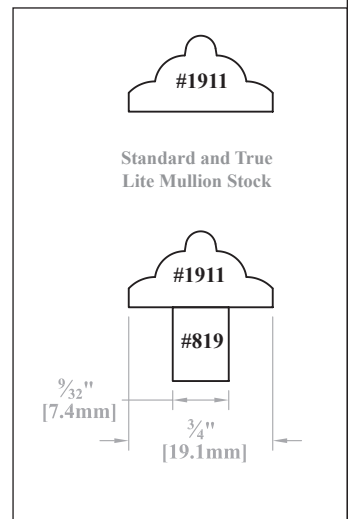 #1911
Standard and True
Lite Mullion Stock
#1911
#819
9/32"
[7.4mm]
3/4"
[19.1mm]